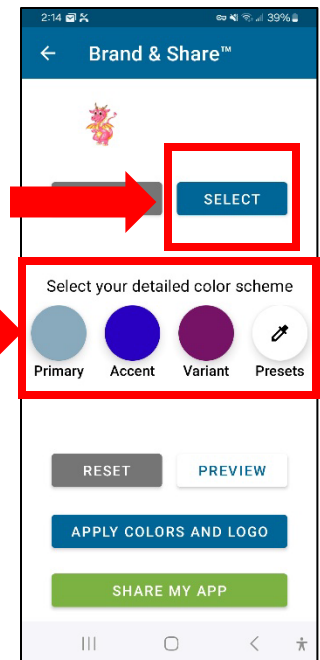 2:14 39%
Brand & Share™
SELECT
Select your detailed color scheme
Primary Accent Variant Presets
RESET PREVIEW
APPLY COLORS AND LOGO
SHARE MY APP